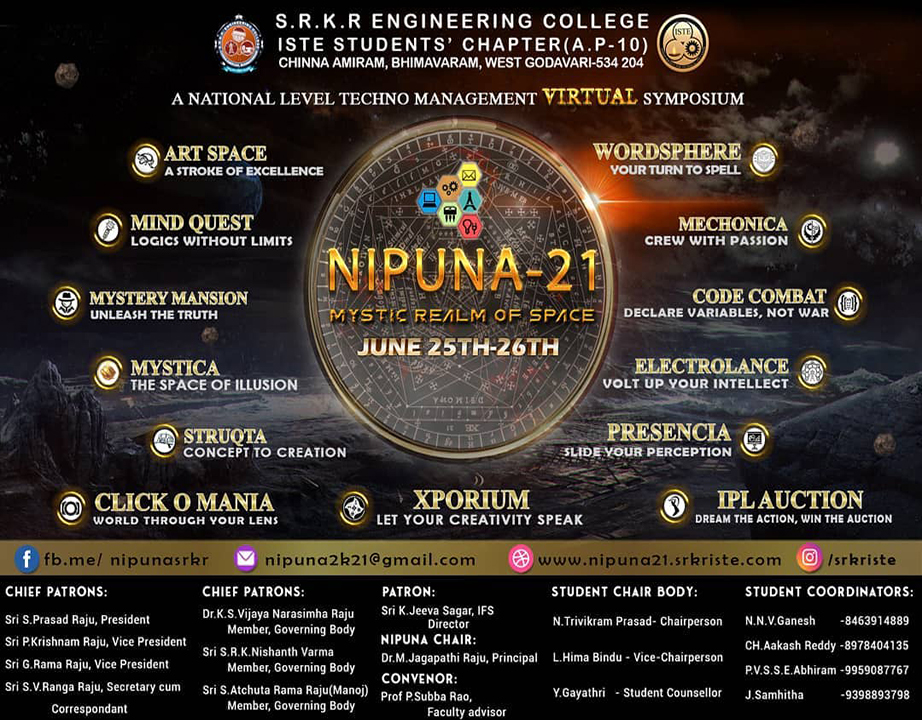 S.R.K.R ENGINEERING COLLEGE
ISTE STUDENTS' CHAPTER(A.P-10)
CHINNA AMIRAM, BHIMAVARAM, WEST GODAVARI-534 204
ISTE
A NATIONAL LEVEL TECHNO MANAGEMENT VIRTUAL SYMPOSIUM
ART SPACE
A STROKE OF EXCELLENCE
MIND QUEST
LOGICS WITHOUT LIMITS
MYSTERY MANSION
UNLEASH THE TRUTH
MYSTICA
THE SPACE OF ILLUSION
STRUQTA
CONCEPT TO CREATION
CLICK O MANIA
WORLD THROUGH YOUR LENS
NIPUNA-21
MYSTIC REALM OF SPACE
JUNE 25TH-26TH
XPORIUM
LET YOUR CREATIVITY SPEAK
WORDSPHERE
YOUR TURN TO SPELL
MECHONICA
CREW WITH PASSION
CODE COMBAT
DECLARE VARIABLES, NOT WAR
ELECTROLANCE
VOLT UP YOUR INTELLECT
PRESENCIA
SLIDE YOUR PERCEPTION
IPL AUCTION
DREAM THE ACTION, WIN THE AUCTION
fb.me/ nipunasrkr
nipuna2k21@gmail.com
www.nipuna21.srkriste.com
/srkriste
CHIEF PATRONS:
Sri S.Prasad Raju, President
Sri P.Krishnam Raju, Vice President
Sri G.Rama Raju, Vice President
Sri S.V.Ranga Raju, Secretary cum
Correspondant
CHIEF PATRONS:
Dr.K.S.Vijaya Narasimha Raju
Member, Governing Body
Sri S.R.K.Nishanth Varma
Member, Governing Body
Sri S.Atchuta Rama Raju(Manoj)
Member, Governing Body
PATRON:
Sri K.Jeeva Sagar, IFS
Director
NIPUNA CHAIR:
Dr.M.Jagapathi Raju, Principal
CONVENOR:
Prof P.Subba Rao,
Faculty advisor
STUDENT CHAIR BODY:
N.Trivikram Prasad- Chairperson
L.Hima Bindu - Vice-Chairperson
Y.Gayathri - Student Counsellor
STUDENT COORDINATORS:
N.N.V.Ganesh -8463914889
CH.Aakash Reddy -8978404135
P.V.S.S.E.Abhiram -9959087767
J.Samhitha -9398893798